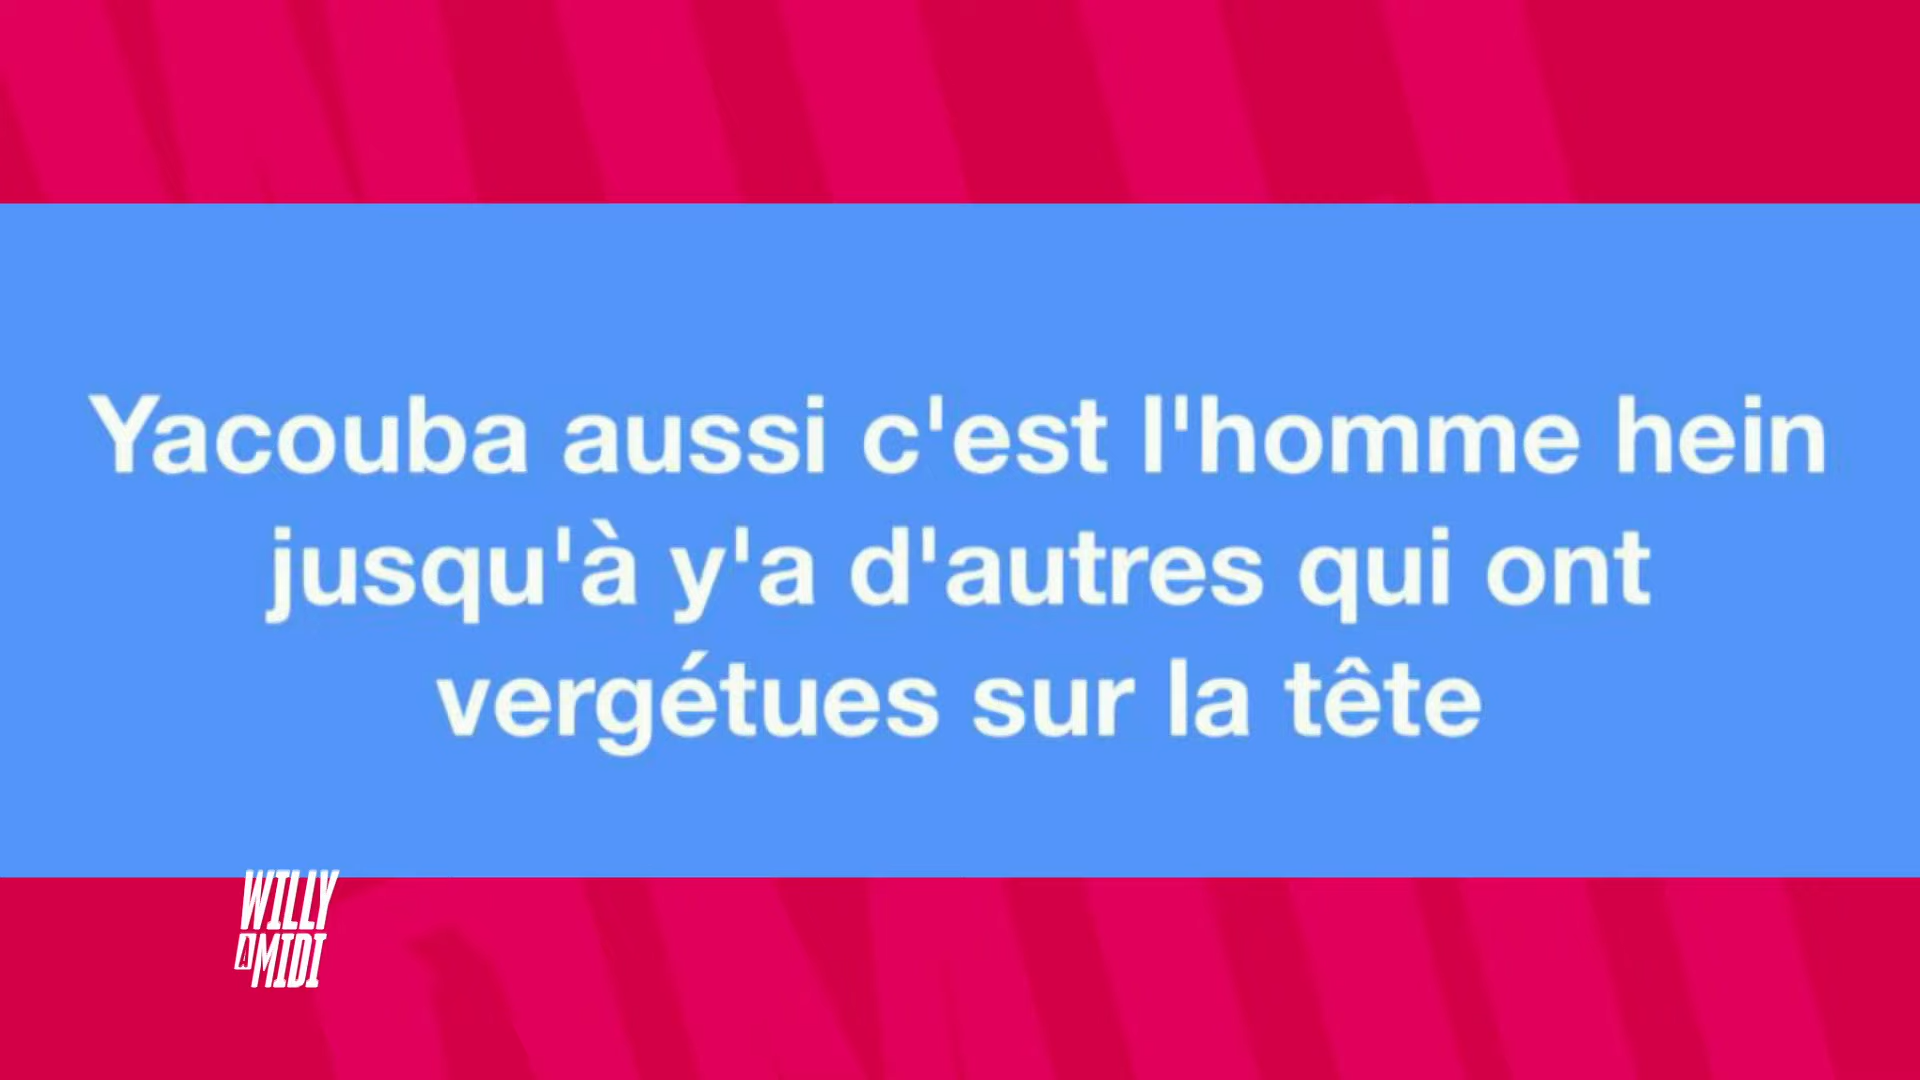 Yacouba aussi c'est l'homme hein
jusqu'à y'a d'autres qui ont
vergétues sur la tête
WILLY
A MIDI